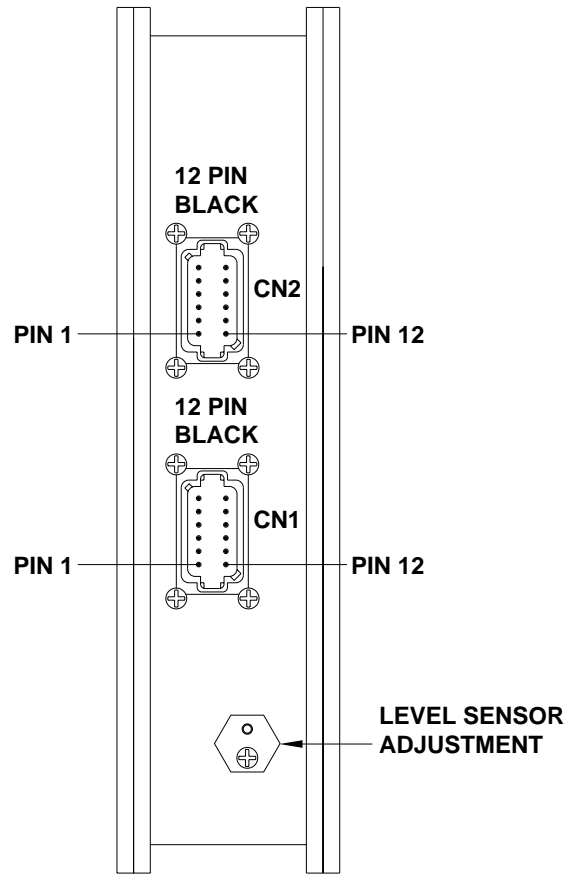 12 PIN
BLACK
CN2
PIN 1
PIN 12
12 PIN
BLACK
CN1
PIN 1
PIN 12
LEVEL SENSOR
ADJUSTMENT